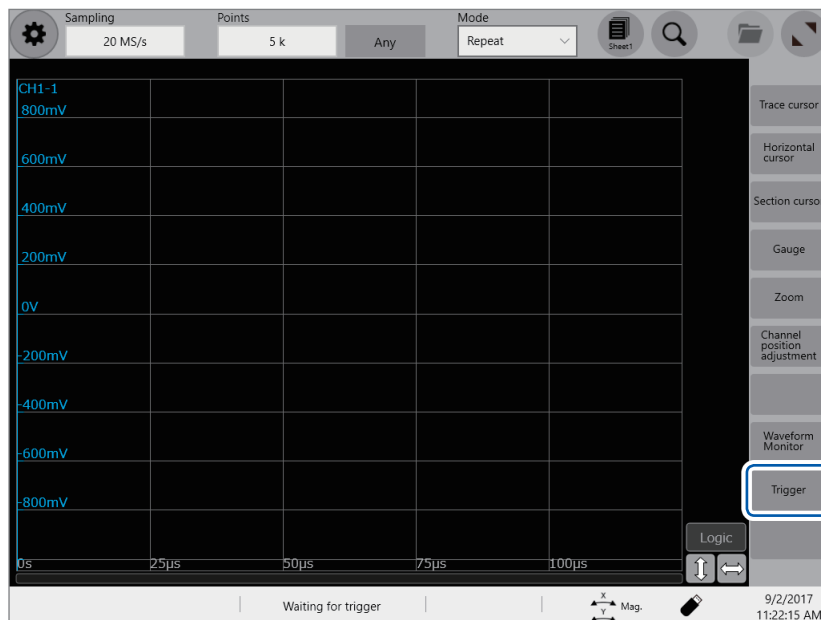 Sampling
Points
Mode
20 MS/s
5 k
Any
Repeat
Sheet1
CH1-1
800mV
600mV
400mV
200mV
0V
-200mV
-400mV
-600mV
-800mV
0s
25µs
50µs
75µs
100µs
Trace cursor
Horizontal
cursor
Section curso
Gauge
Zoom
Channel
position
adjustment
Waveform
Monitor
Trigger
Logic
Waiting for trigger
X
Y
Mag.
9/2/2017
11:22:15 AM